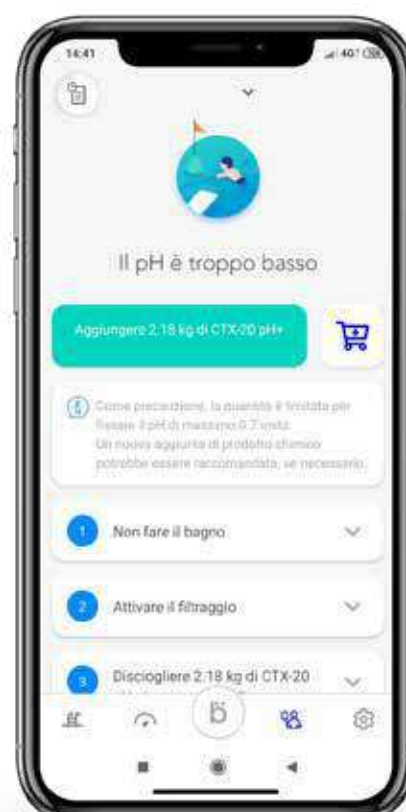 14:41
Il pH è troppo basso
Aggiungere 2.18 kg di CTX-20 pH+
Come precauzione, la quantità è limitata per
fissare il pH di massimo 0.7 unità.
Un nuova aggiunta di prodotto chimico
potrebbe essere raccomandata, se necessario.
1 Non fare il bagno
2 Attivare il filtraggio
3 Disciogliere 2.18 kg di CTX-20